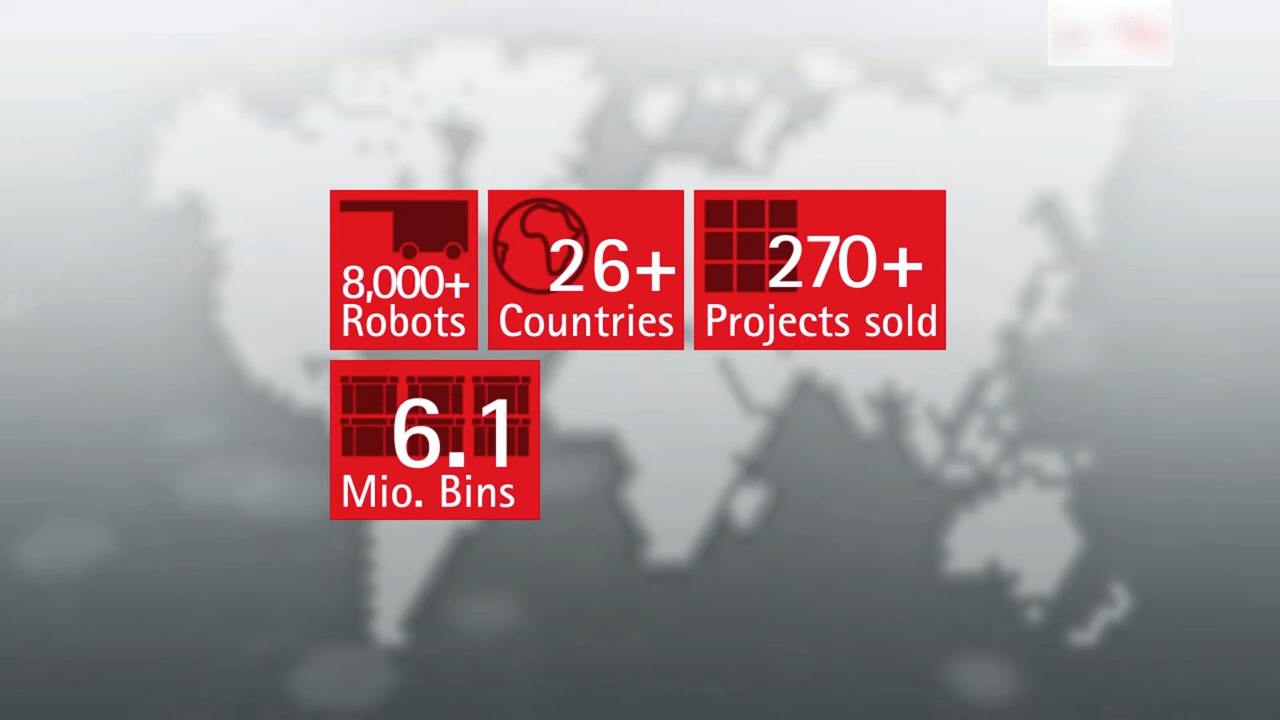 8,000+
Robots
26+
Countries
270+
Projects sold
6.1
Mio. Bins